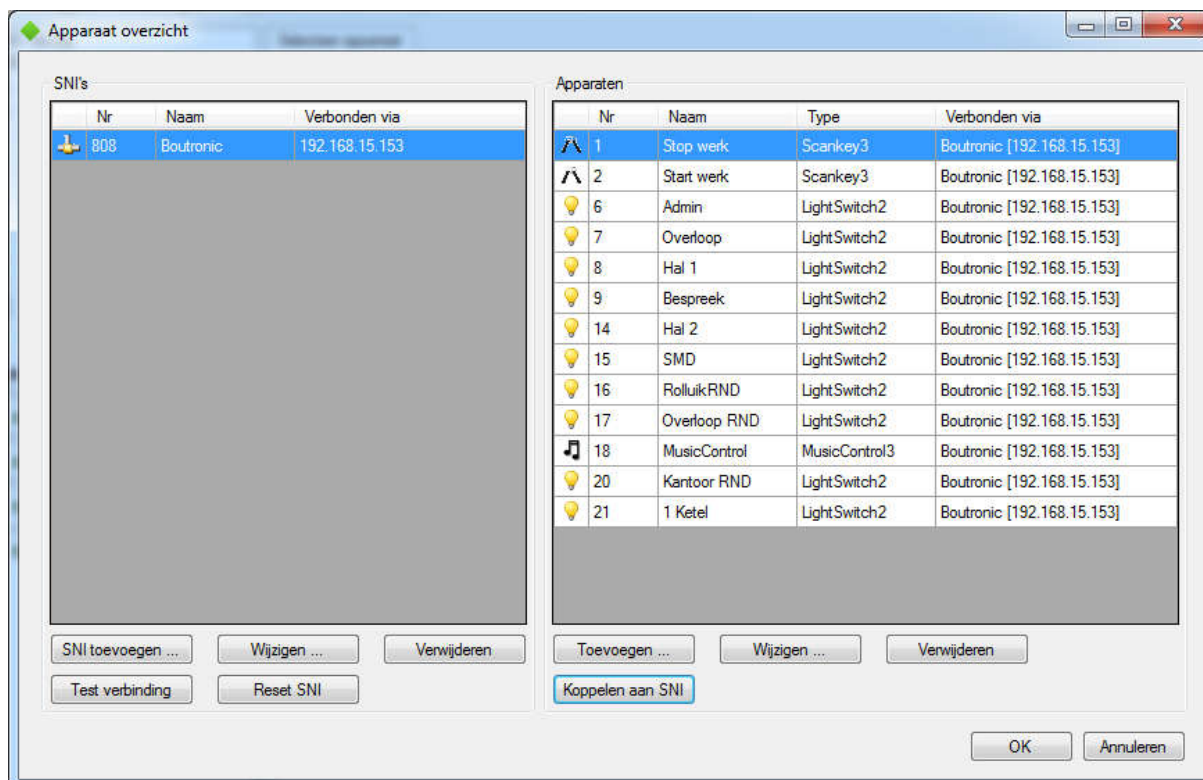 Apparaat overzicht
SNI's
Nr Naam Verbonden via
808 Boutronic 192.168.15.153
SNI toevoegen ... Wijzigen ... Verwijderen
Test verbinding Reset SNI
Apparaten
Nr Naam Type Verbonden via
1 Stop werk Scankey3 Boutronic [192.168.15.153]
2 Start werk Scankey3 Boutronic [192.168.15.153]
6 Admin LightSwitch2 Boutronic [192.168.15.153]
7 Overloop LightSwitch2 Boutronic [192.168.15.153]
8 Hal 1 LightSwitch2 Boutronic [192.168.15.153]
9 Bespreek LightSwitch2 Boutronic [192.168.15.153]
14 Hal 2 LightSwitch2 Boutronic [192.168.15.153]
15 SMD LightSwitch2 Boutronic [192.168.15.153]
16 RolluikRND LightSwitch2 Boutronic [192.168.15.153]
17 Overloop RND LightSwitch2 Boutronic [192.168.15.153]
18 MusicControl MusicControl3 Boutronic [192.168.15.153]
20 Kantoor RND LightSwitch2 Boutronic [192.168.15.153]
21 1 Ketel LightSwitch2 Boutronic [192.168.15.153]
Toevoegen ... Wijzigen ... Verwijderen
Koppelen aan SNI
OK Annuleren